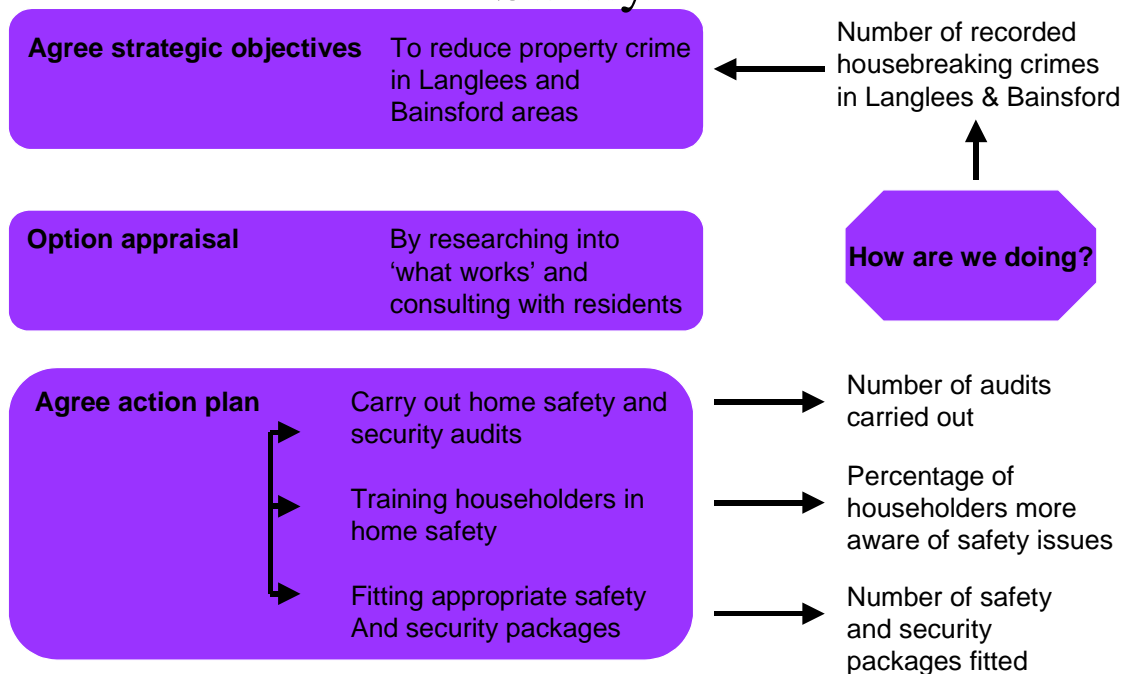 Agree strategic objectives
To reduce property crime
in Langlees and
Bainsford areas
Number of recorded
housebreaking crimes
in Langlees & Bainsford
Option appraisal
By researching into
‘what works’ and
consulting with residents
How are we doing?
Agree action plan
Carry out home safety and
security audits
Number of audits
carried out
Training householders in
home safety
Percentage of
householders more
aware of safety issues
Fitting appropriate safety
And security packages
Number of safety
and security
packages fitted